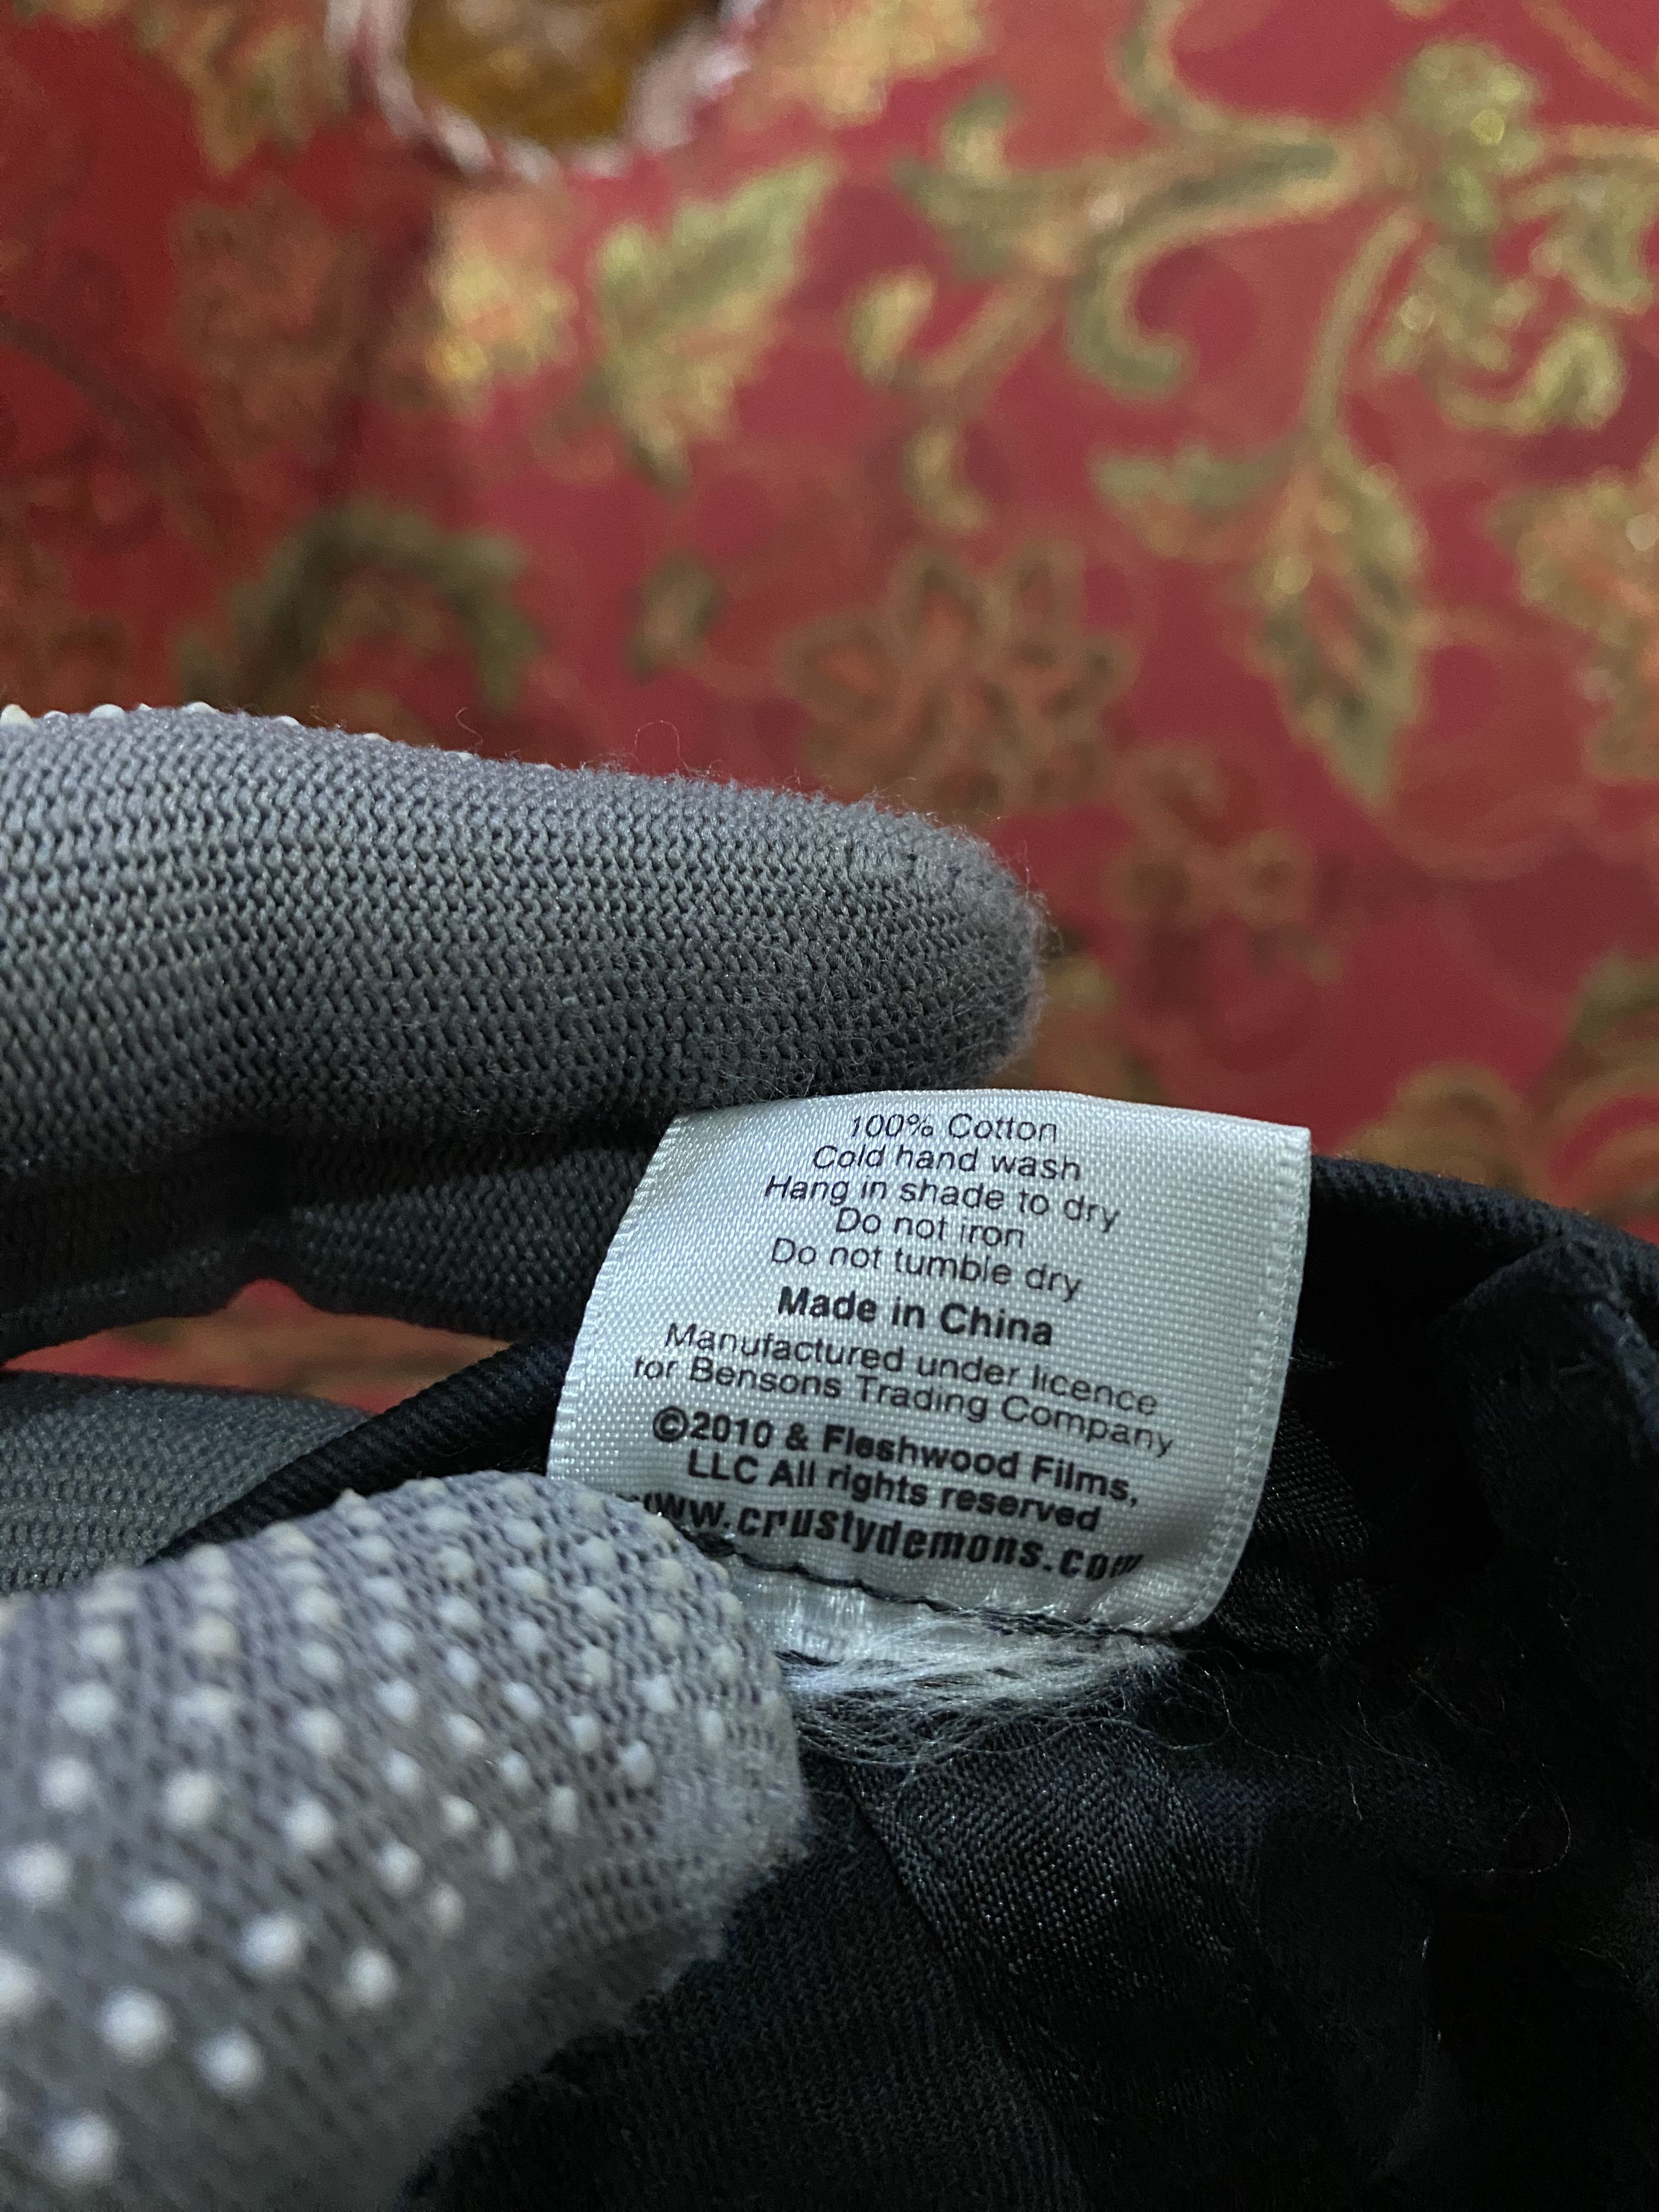 100% Cotton
Cold hand wash
Hang in shade to dry
Do not iron
Do not tumble dry
Made in China
Manufactured under licence
for Bensons Trading Company
©2010 & Fleshwood Films,
LLC All rights reserved
www.crustydemons.com